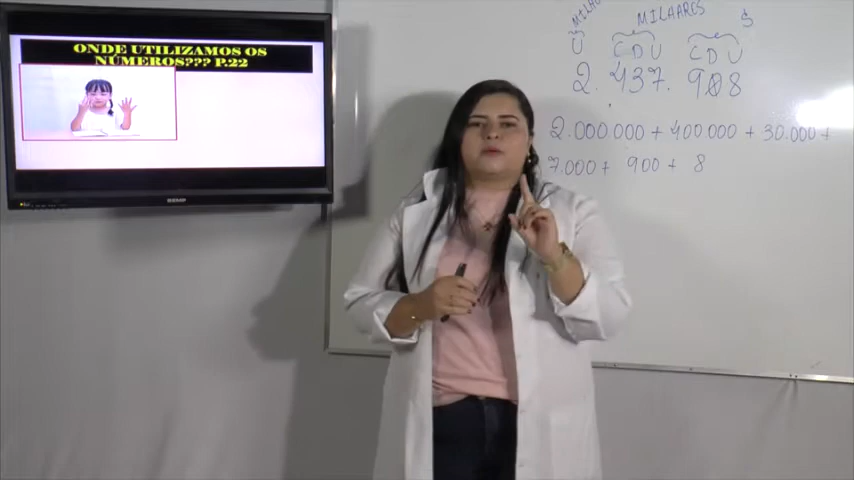 ONDE UTILIZAMOS OS
NÚMEROS??? P.22
SEMP
MILHARES S
U C D U C D U
2. 437. 908
2.000.000 + 400.000 + 30.000 +
7.000 + 900 + 8